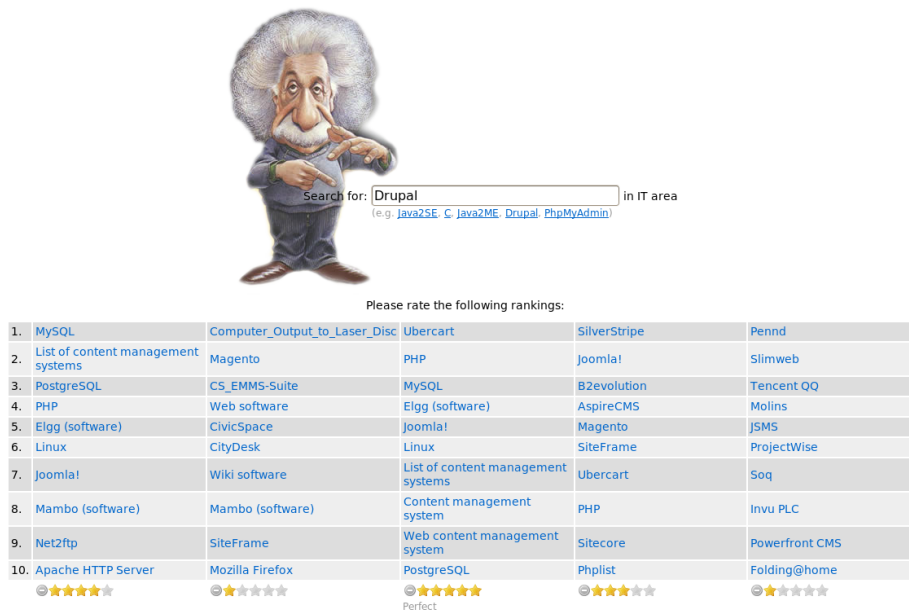 Search for: Drupal in IT area
(e.g. Java2SE, C, Java2ME, Drupal, PhpMyAdmin)
Please rate the following rankings:
1. MySQL Computer_Output_to_Laser_Disc Ubercart SilverStripe Pennd
2. List of content management systems Magento PHP Joomla! Slimweb
3. PostgreSQL CS_EMMS-Suite MySQL B2evolution Tencent QQ
4. PHP Web software Elgg (software) AspireCMS Molins
5. Elgg (software) CivicSpace Joomla! Magento JSMS
6. Linux CityDesk Linux SiteFrame ProjectWise
7. Joomla! Wiki software List of content management systems Ubercart Soq
8. Mambo (software) Mambo (software) Content management system PHP Invu PLC
9. Net2ftp SiteFrame Web content management system Sitecore Powerfront CMS
10. Apache HTTP Server Mozilla Firefox PostgreSQL Phplist Folding@home
Perfect